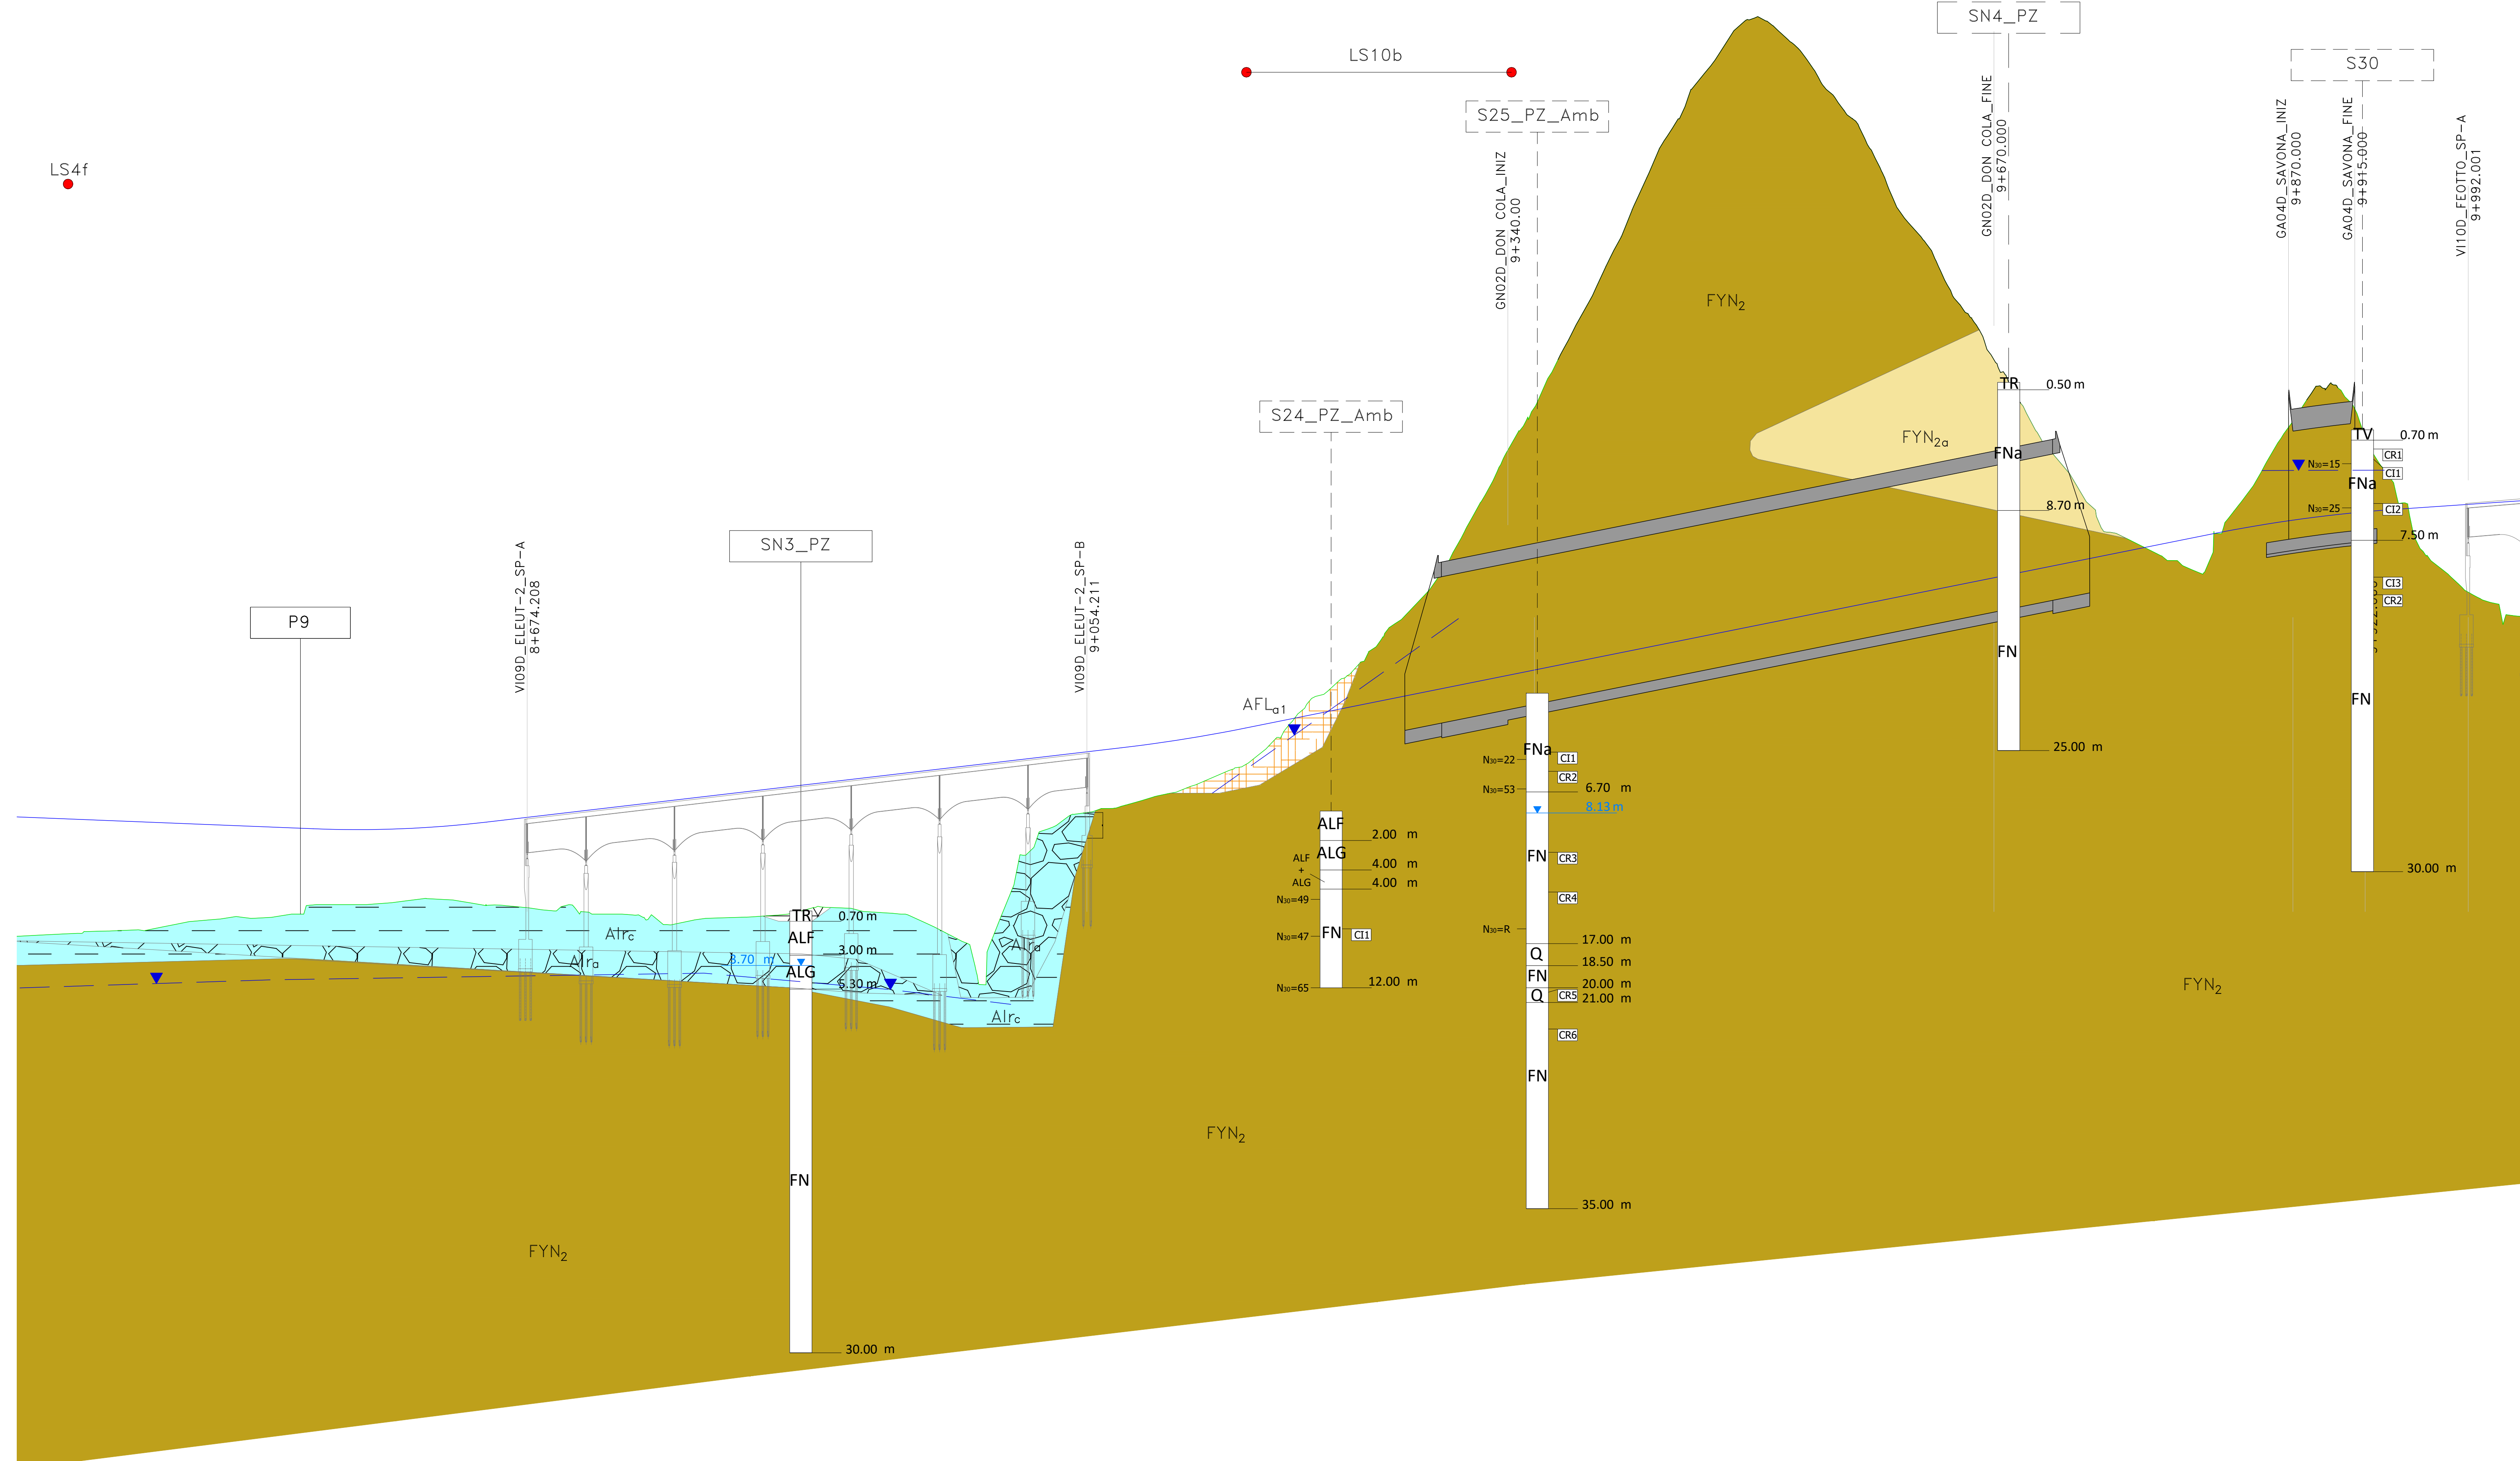 LS4f
LS10b
SN4_PZ
S30
S25_PZ_Amb
S24_PZ_Amb
SN3_PZ
P9
VI09D_ELEUT-2_SP-A
8+674.208
VI09D_ELEUT-2_SP-B
9+054.211
GN02D_DON COLA_INIZ
9+340.00
GN02D_DON COLA_FINE
9+670.000
GA04D_SAVONA_INIZ
9+870.000
GA04D_SAVONA_FINE
9+915.000
VI10D_FEOTTO_SP-A
9+992.001
FYN2
FYN2a
AFLa1
Alrc
Alra
Alra
Alrc
FYN2
FYN2
FYN2
TR
0.70 m
ALF
3.00 m
3.70 m
ALG
5.30 m
FN
30.00 m
ALF
2.00 m
ALG
ALF
+
ALG
4.00 m
4.00 m
N30=49
N30=47
FN
CI1
N30=65
12.00 m
FNa
N30=22
CI1
CR2
N30=53
6.70 m
8.13 m
FN
CR3
CR4
N30=R
17.00 m
Q
18.50 m
FN
20.00 m
Q
CR5
21.00 m
CR6
FN
35.00 m
TR
0.50 m
FNa
8.70 m
FN
25.00 m
TV
0.70 m
CR1
N30=15
CI1
FNa
N30=25
CI2
7.50 m
CI3
CR2
FN
30.00 m